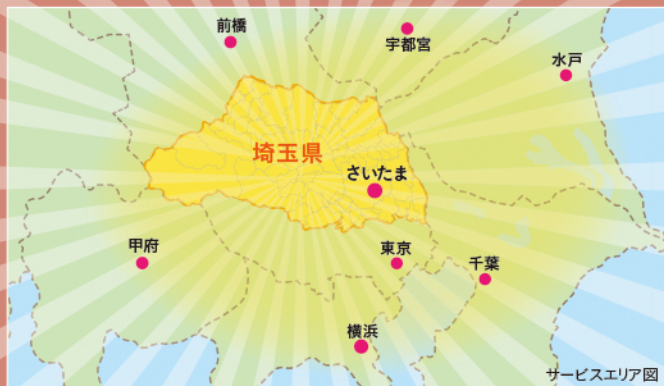 前橋
宇都宮
水戸
埼玉県
さいたま
甲府
東京
千葉
横浜
サービスエリア図